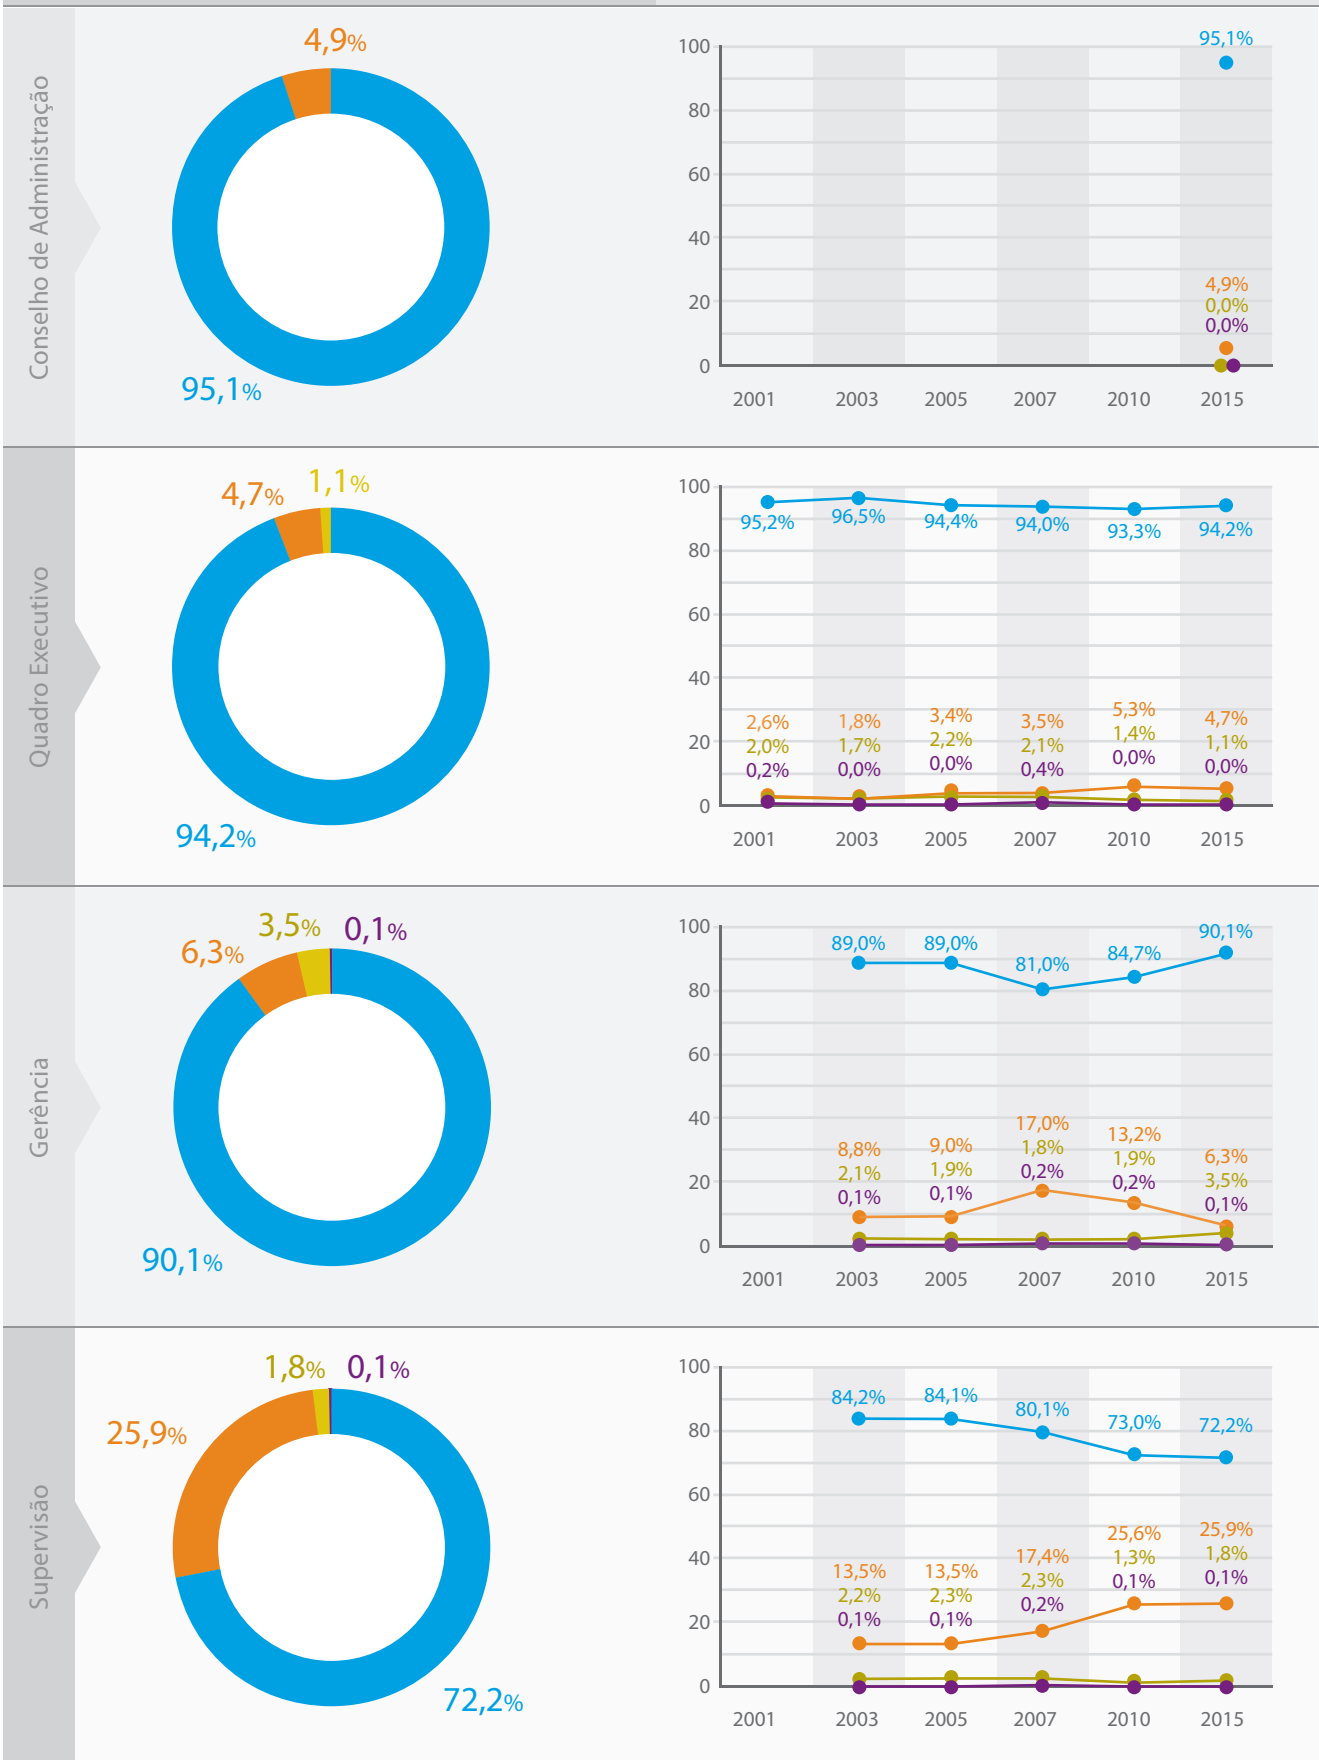 Conselho de Administração
4,9%
95,1%
100
80
60
40
20
0
95,1%
4,9%
0,0%
0,0%
2001 2003 2005 2007 2010 2015
Quadro Executivo
4,7% 1,1%
94,2%
100
80
60
40
20
0
95,2% 96,5% 94,4% 94,0% 93,3% 94,2%
2,6% 1,8% 3,4% 3,5% 5,3% 4,7%
2,0% 1,7% 2,2% 2,1% 1,4% 1,1%
0,2% 0,0% 0,0% 0,4% 0,0% 0,0%
2001 2003 2005 2007 2010 2015
Gerência
6,3% 3,5% 0,1%
90,1%
100
80
60
40
20
0
89,0% 89,0% 81,0% 84,7% 90,1%
8,8% 9,0% 17,0% 13,2% 6,3%
2,1% 1,9% 1,8% 1,9% 3,5%
0,1% 0,1% 0,2% 0,2% 0,1%
2001 2003 2005 2007 2010 2015
Supervisão
25,9% 1,8% 0,1%
72,2%
100
80
60
40
20
0
84,2% 84,1% 80,1% 73,0% 72,2%
13,5% 13,5% 17,4% 25,6% 25,9%
2,2% 2,3% 2,3% 1,3% 1,8%
0,1% 0,1% 0,2% 0,1% 0,1%
2001 2003 2005 2007 2010 2015